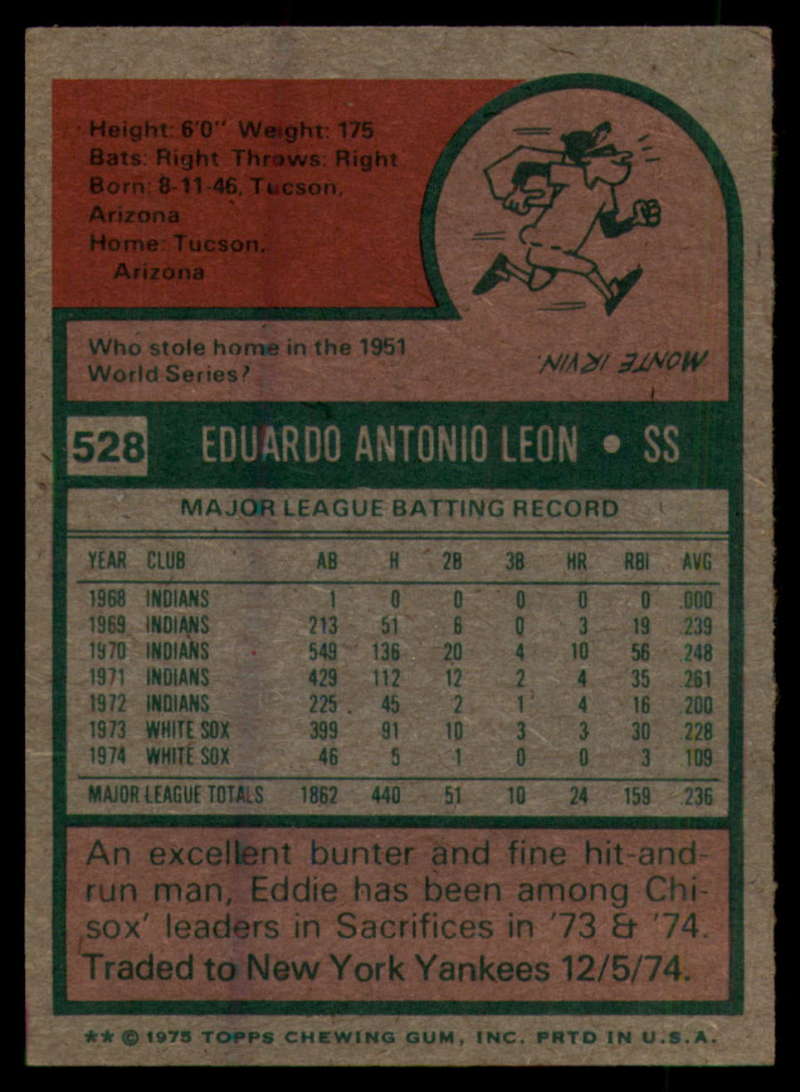 Height: 6'0" Weight: 175
Bats: Right Throws: Right
Born: 8-11-46, Tucson,
Arizona
Home: Tucson,
Arizona
Who stole home in the 1951
World Series?
MONTE IRVIN.
528 EDUARDO ANTONIO LEON • SS
MAJOR LEAGUE BATTING RECORD
YEAR CLUB AB H 2B 3B HR RBI AVG
1968 INDIANS 1 0 0 0 0 0 .000
1969 INDIANS 213 51 6 0 3 19 .239
1970 INDIANS 549 136 20 4 10 56 .248
1971 INDIANS 429 112 12 2 4 35 .261
1972 INDIANS 225 45 2 1 4 16 .200
1973 WHITE SOX 399 91 10 3 3 30 .228
1974 WHITE SOX 46 5 1 0 0 3 .109
MAJOR LEAGUE TOTALS 1862 440 51 10 24 159 .236
An excellent bunter and fine hit-and-
run man, Eddie has been among Chi-
sox' leaders in Sacrifices in '73 & '74.
Traded to New York Yankees 12/5/74.
** © 1975 TOPPS CHEWING GUM, INC. PRTD IN U.S.A.